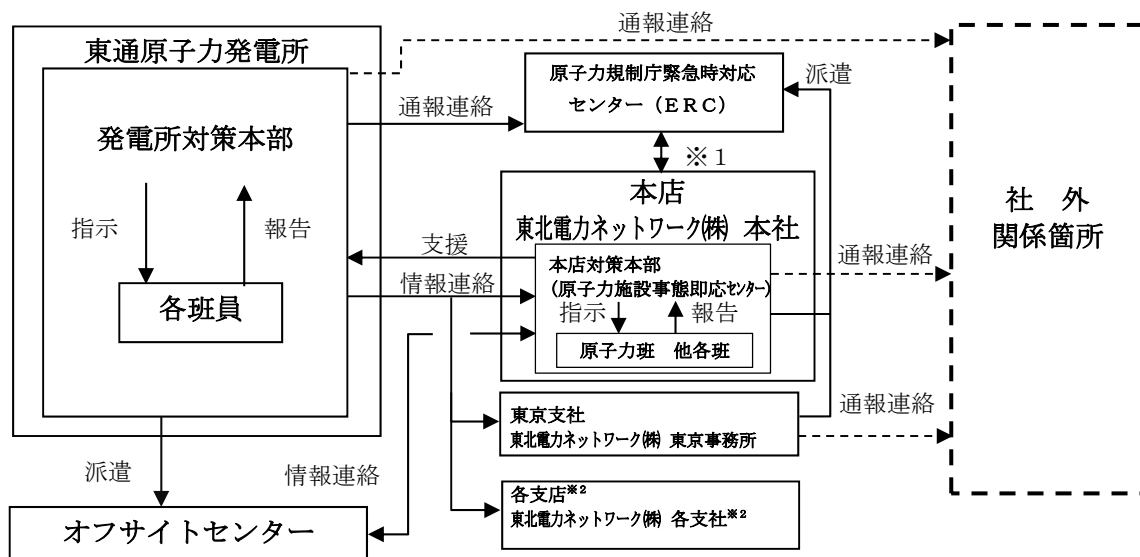 通報連絡
東通原子力発電所
原子力規制庁緊急時対応
センター（ＥＲＣ）
派遣
通報連絡
発電所対策本部
※１
本店
東北電力ネットワーク㈱ 本社
社　外
関係箇所
指示
報告
支援
通報連絡
本店対策本部
(原子力施設事態即応センター)
情報連絡
各班員
指示
報告
原子力班　他各班
東京支社
東北電力ネットワーク㈱ 東京事務所
通報連絡
派遣
情報連絡
各支店※2
東北電力ネットワーク㈱ 各支社※2
オフサイトセンター